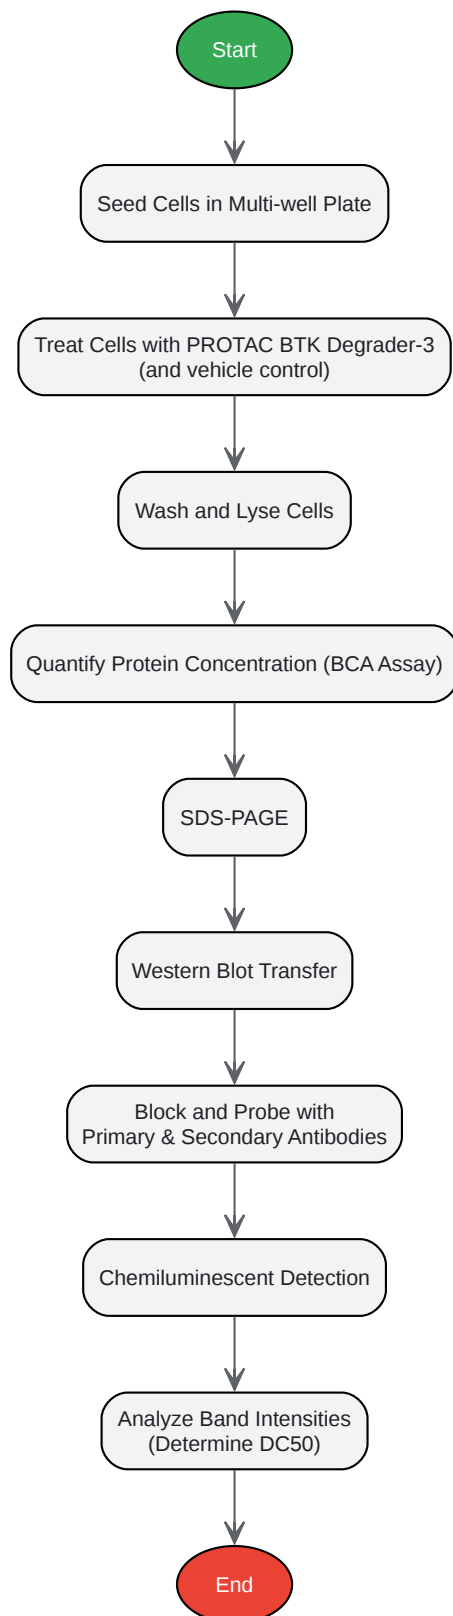 Start
Seed Cells in Multi-well Plate
Treat Cells with PROTAC BTK Degrader-3
(and vehicle control)
Wash and Lyse Cells
Quantify Protein Concentration (BCA Assay)
SDS-PAGE
Western Blot Transfer
Block and Probe with
Primary & Secondary Antibodies
Chemiluminescent Detection
Analyze Band Intensities
(Determine DC50)
End